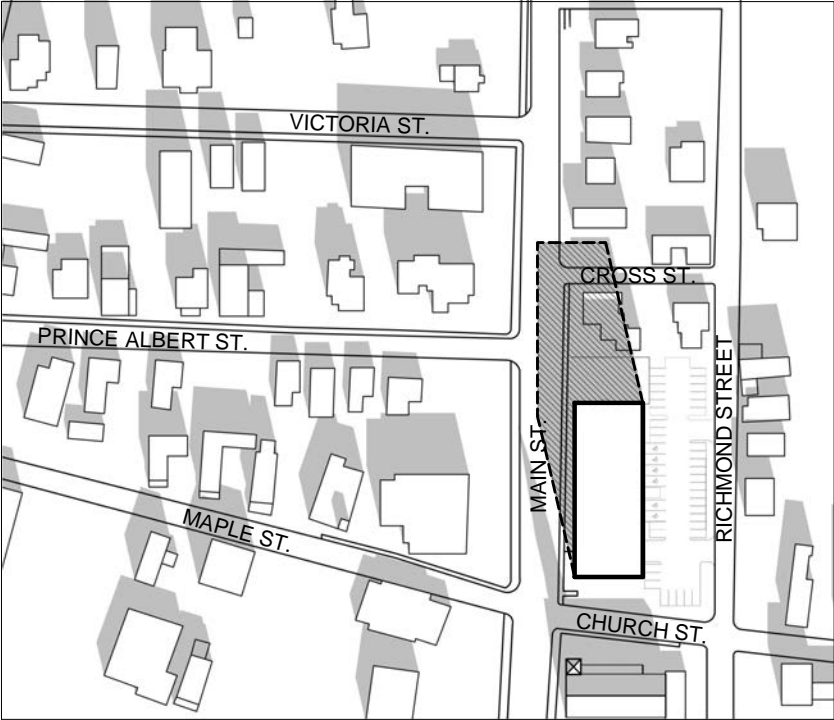 VICTORIA ST.
CROSS ST.
PRINCE ALBERT ST.
RICHMOND STREET
MAIN ST.
MAPLE ST.
CHURCH ST.